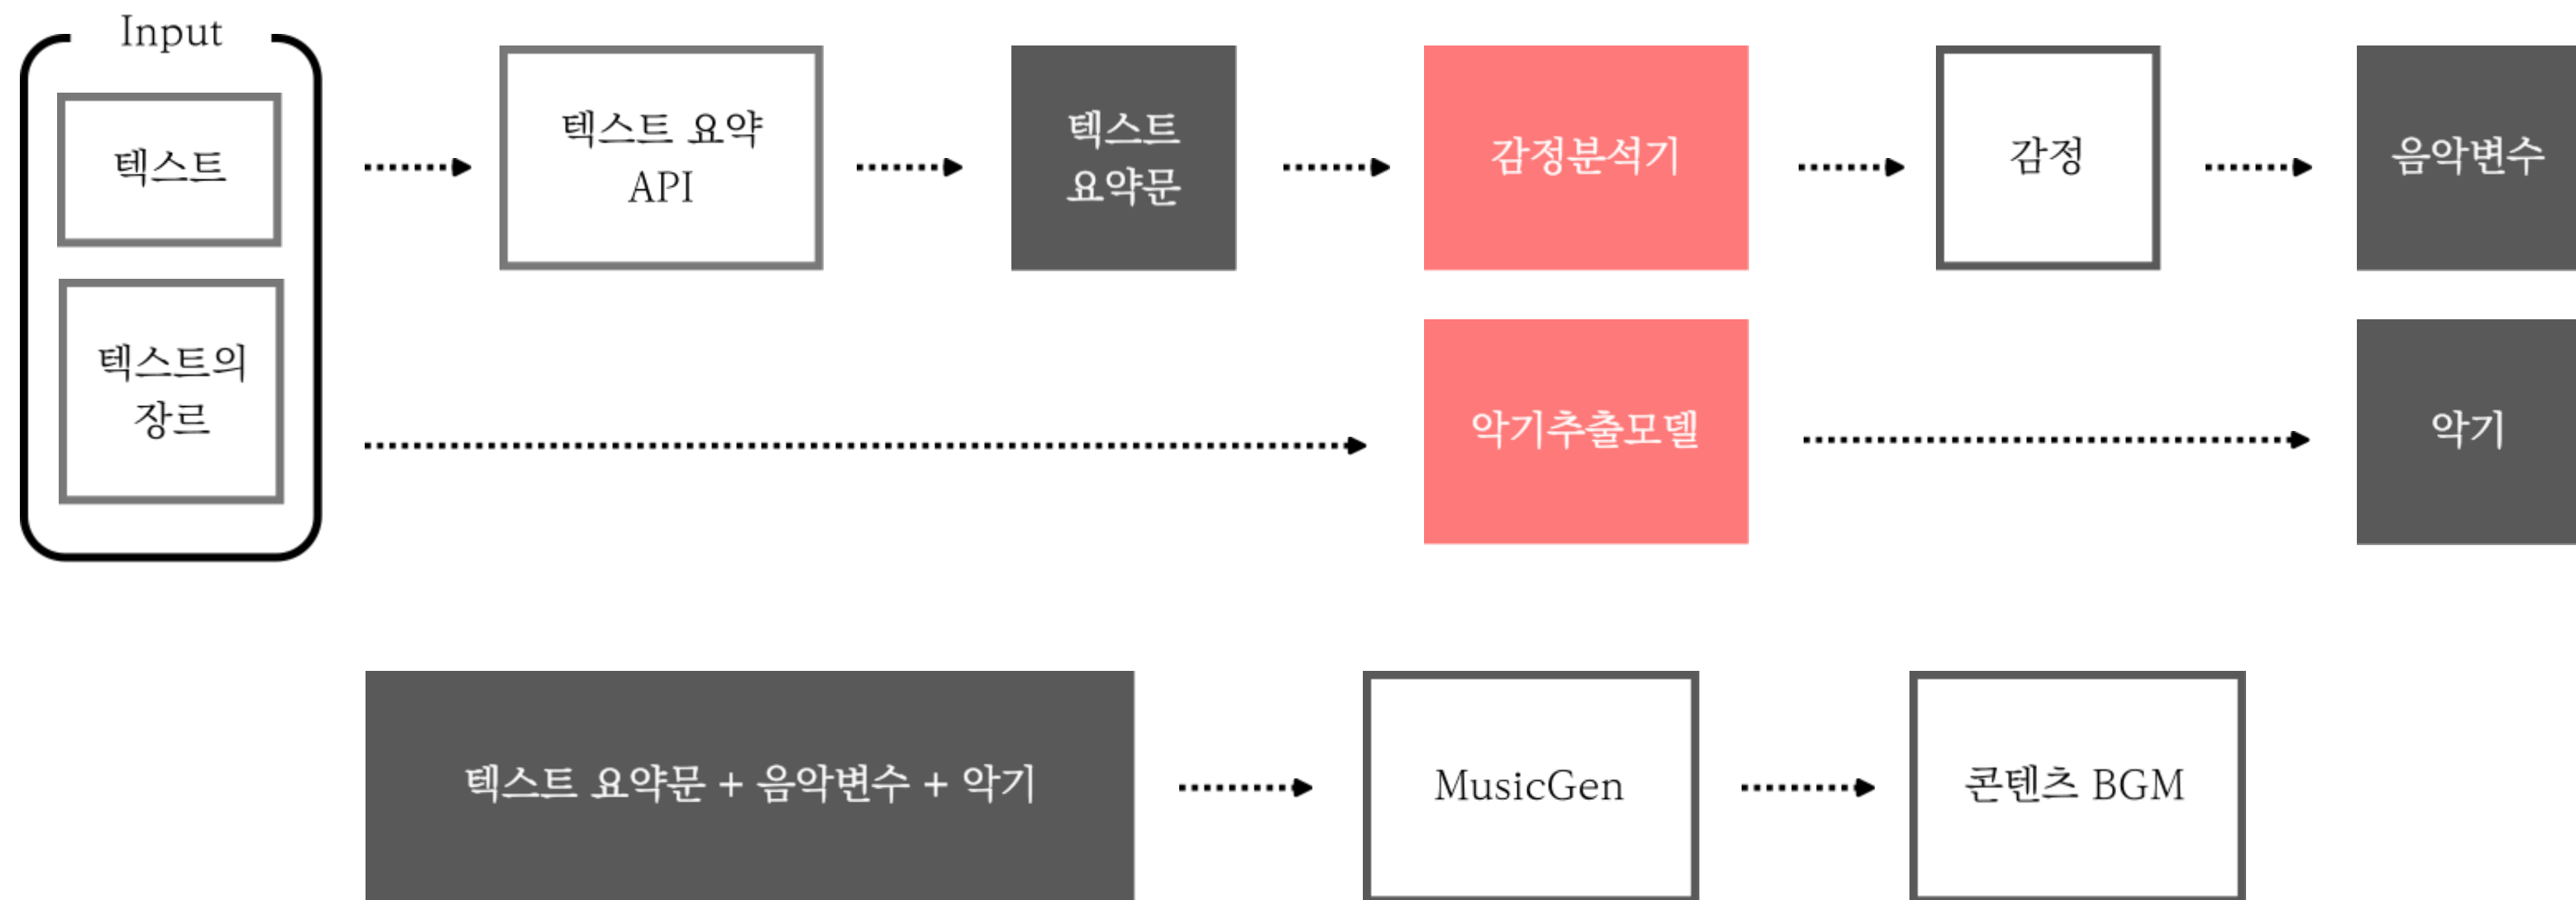 Input
텍스트
텍스트의
장르
텍스트 요약
API
텍스트
요약문
감정분석기
감정
음악변수
악기추출모델
악기
텍스트 요약문 + 음악변수 + 악기
MusicGen
콘텐츠 BGM